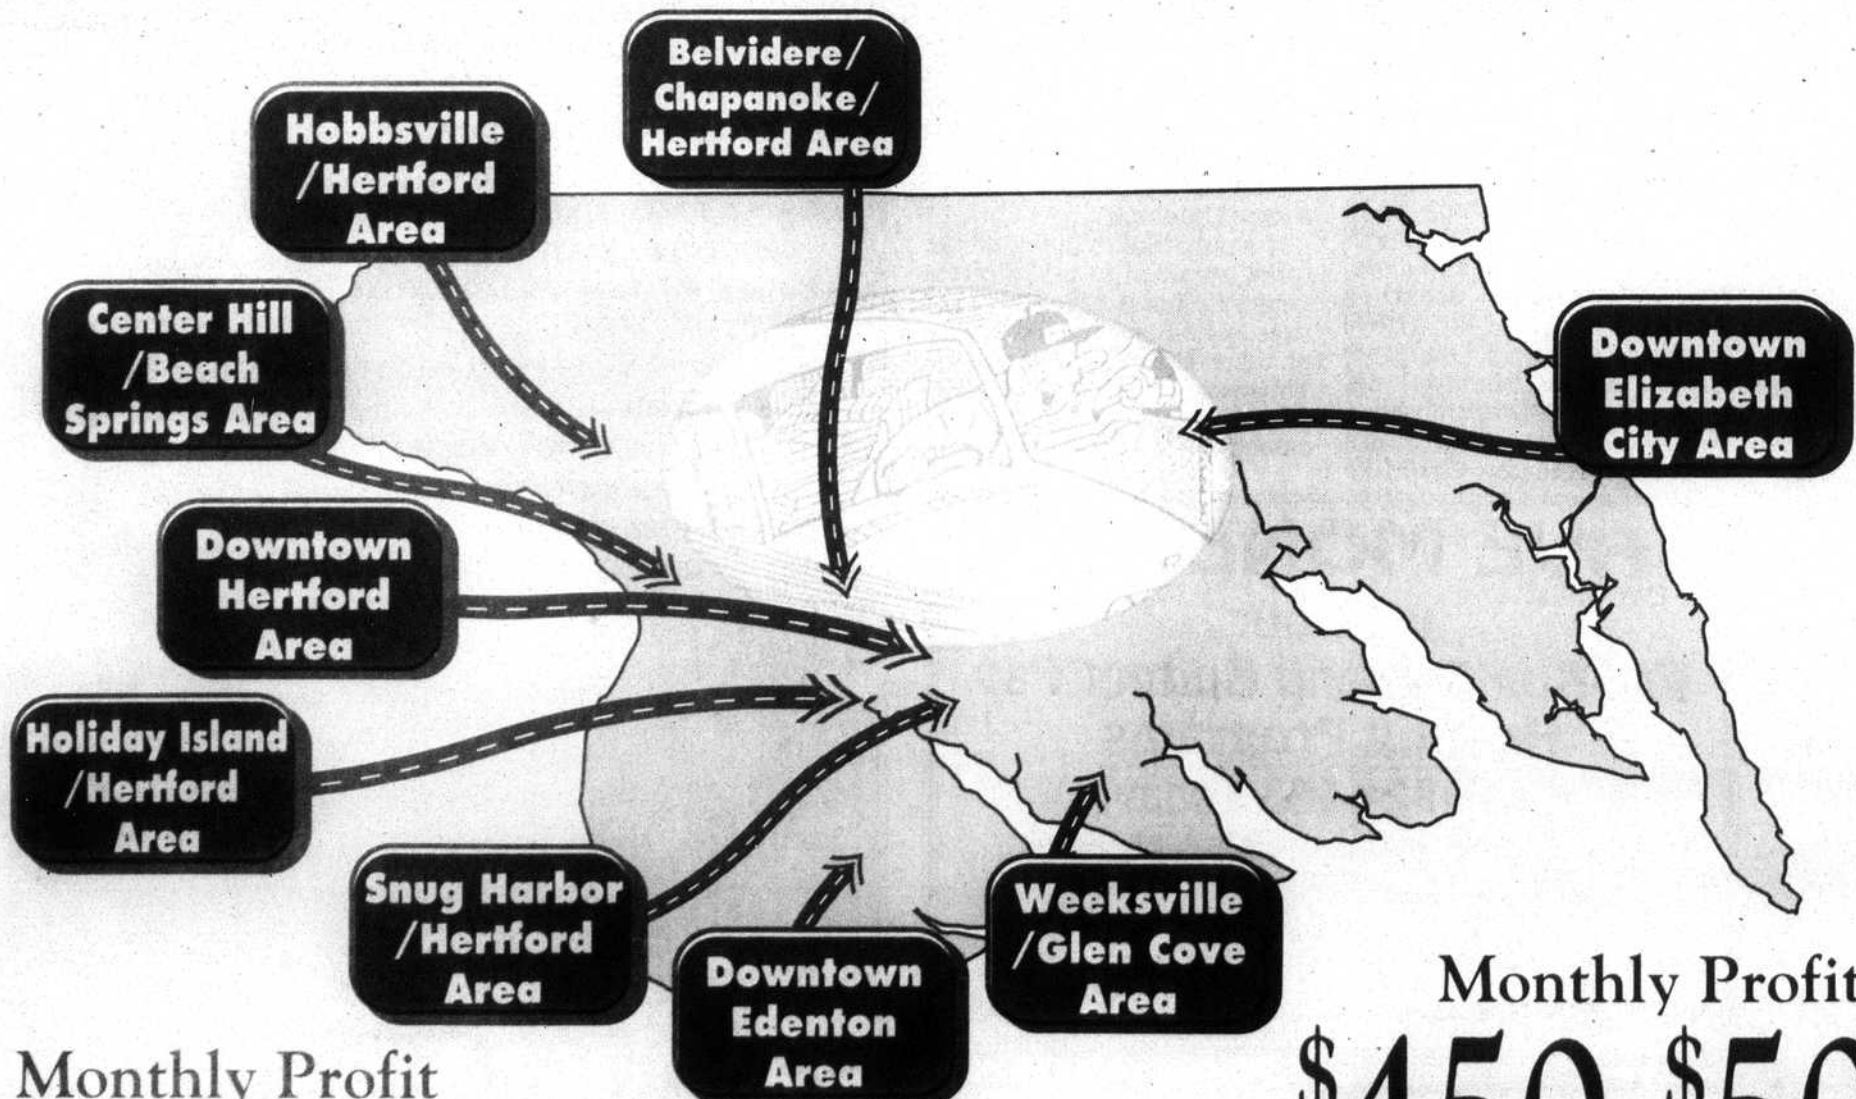 Belvidere/
Chapanoke/
Hertford Area
Hobbsville
/Hertford
Area
Center Hill
/Beach
Springs Area
Downtown
Elizabeth
City Area
Downtown
Hertford
Area
Holiday Island
/Hertford
Area
Snug Harbor
/Hertford
Area
Weeksville
/Glen Cove
Area
Downtown
Edenton
Area
Monthly Profit
Monthly Profit
$450 $50